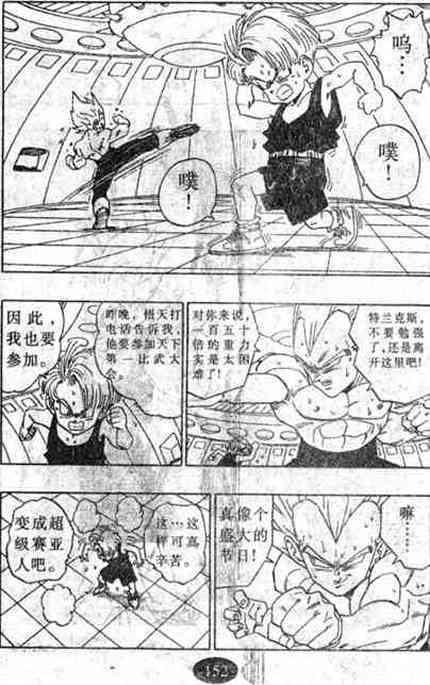 呜…
噗！
噗！
特兰克斯，
不要勉强
了，还是离
开这里吧！
对你来说，
一百五十
倍的重力
实是太困
难了！
昨晚，悟天打
电话告诉我，
他要参加天下
第一比武大
会。
因此，
我也要
参加。
嘛……
真像个
盛大的
节日！
这…这
样可
辛苦。
变成超
级赛亚
人吧。
152